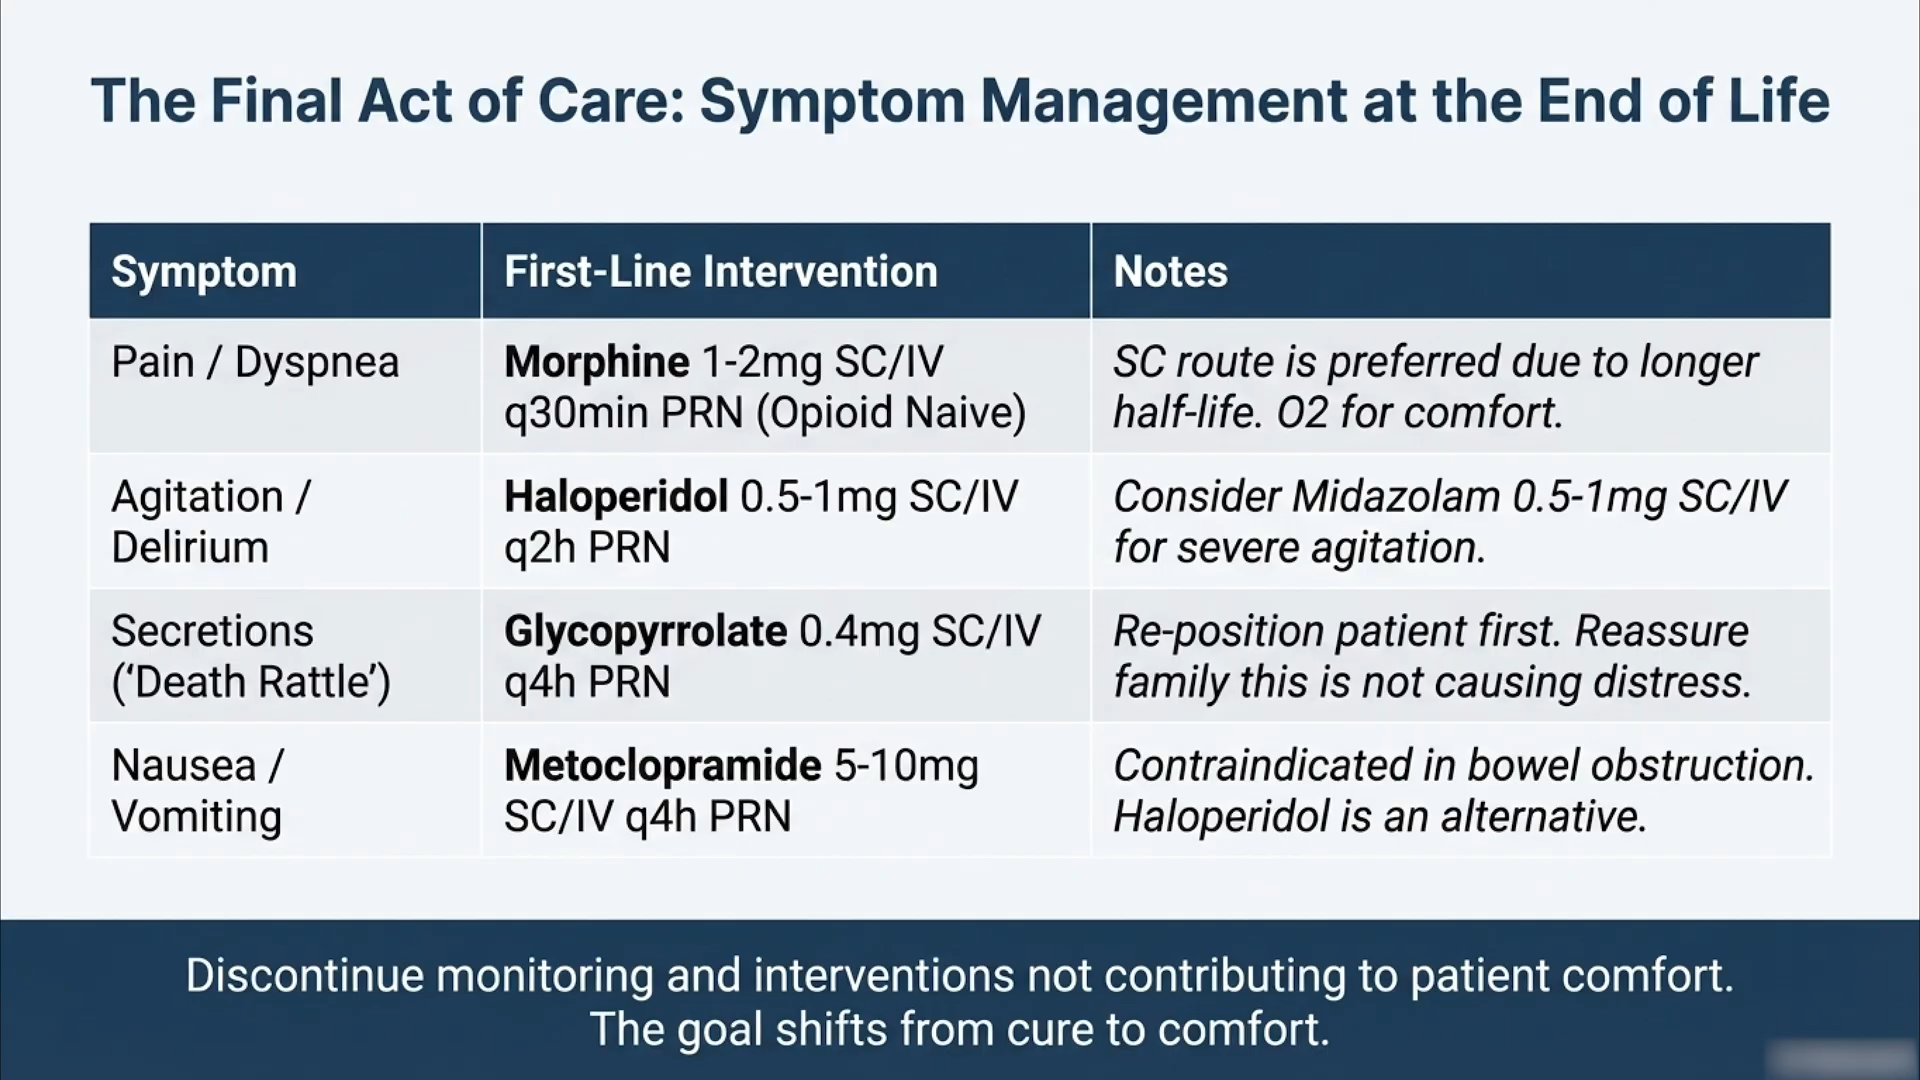 The Final Act of Care: Symptom Management at the End of Life
Symptom
First-Line Intervention
Notes
Pain / Dyspnea
Morphine 1-2mg SC/IV
q30min PRN (Opioid Naive)
SC route is preferred due to longer
half-life. O2 for comfort.
Agitation /
Delirium
Haloperidol 0.5-1mg SC/IV
q2h PRN
Consider Midazolam 0.5-1mg SC/IV
for severe agitation.
Secretions
(‘Death Rattle’)
Glycopyrrolate 0.4mg SC/IV
q4h PRN
Re-position patient first. Reassure
family this is not causing distress.
Nausea /
Vomiting
Metoclopramide 5-10mg
SC/IV q4h PRN
Contraindicated in bowel obstruction.
Haloperidol is an alternative.
Discontinue monitoring and interventions not contributing to patient comfort.
The goal shifts from cure to comfort.